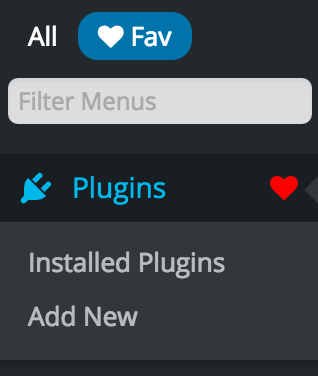 All Fav
Filter Menus
Plugins
Installed Plugins
Add New